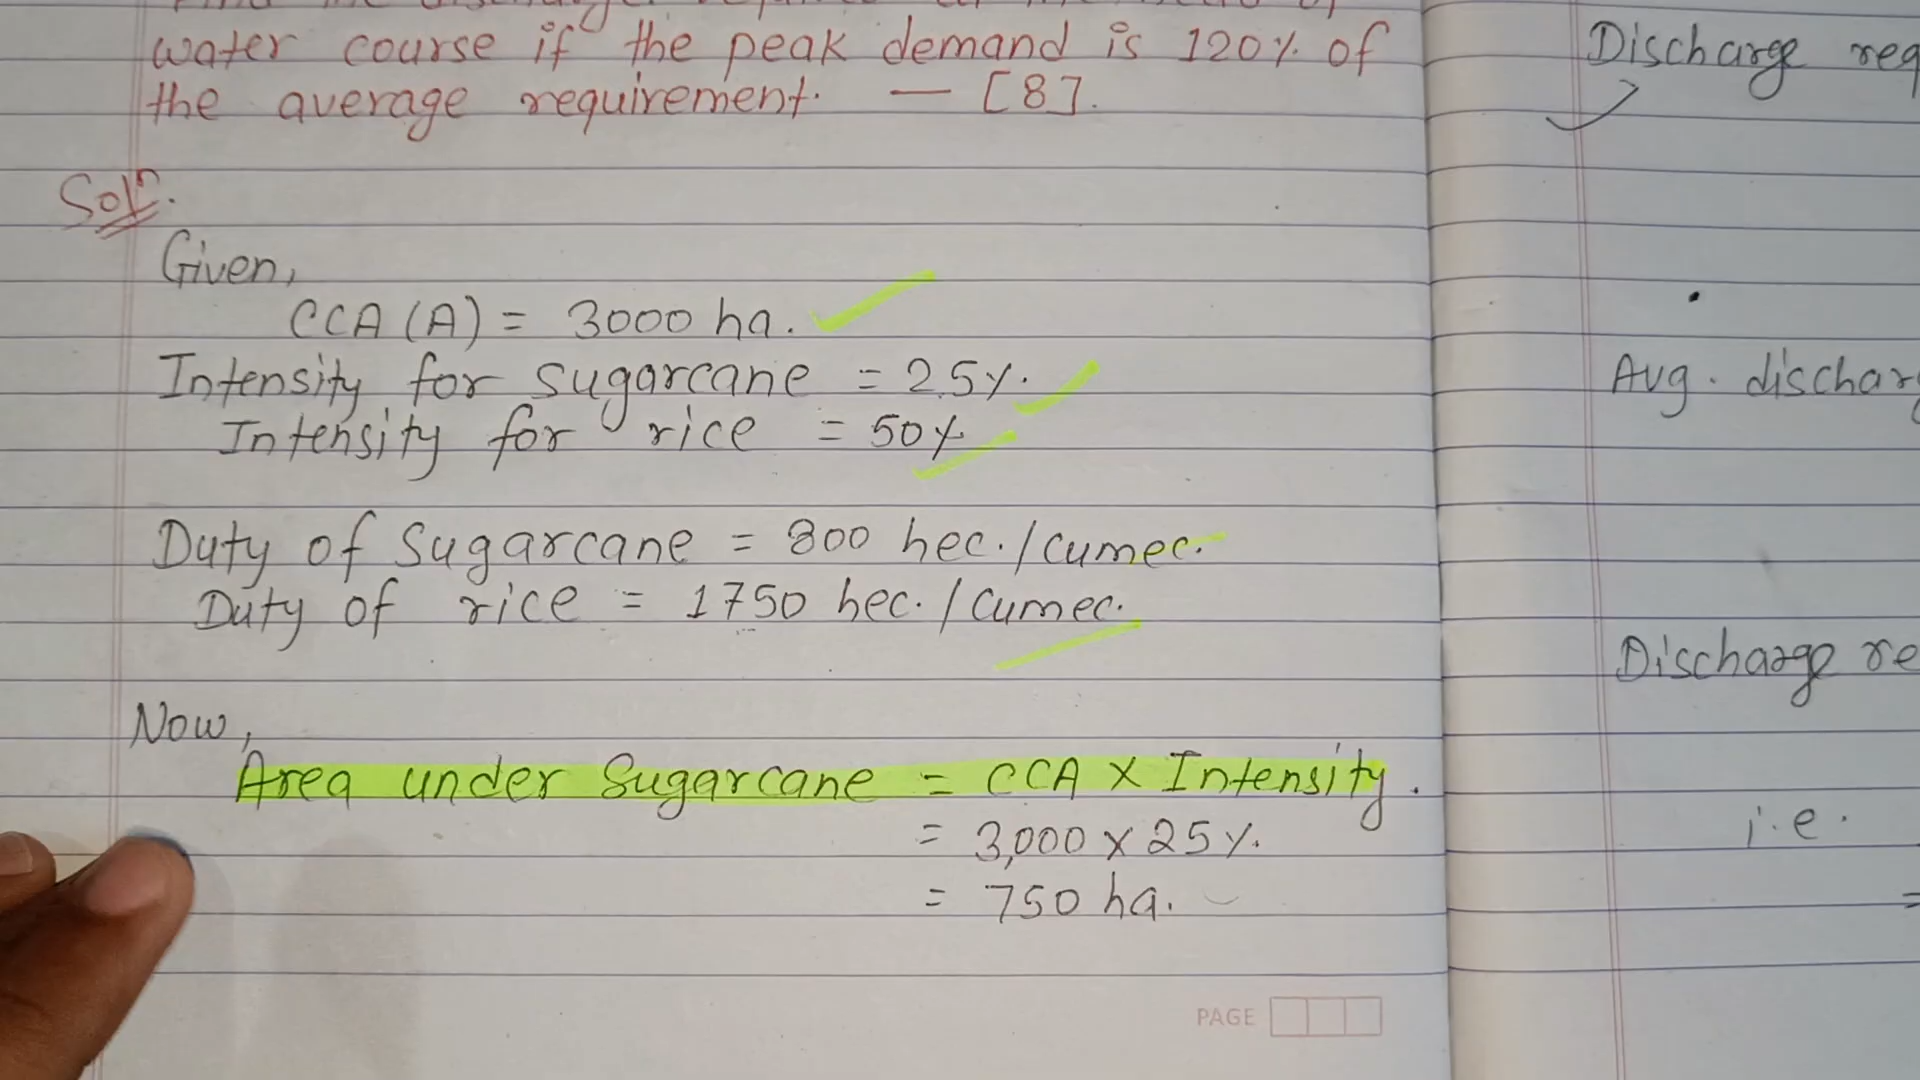 water course if the peak demand is 120% of
the average requirement. — [8].
Solⁿ.
Given,
CCA (A) = 3000 ha.
Intensity for sugarcane = 25%.
Intensity for rice = 50%
Duty of Sugarcane = 800 hec./cumec.
Duty of rice = 1750 hec./cumec.
Now,
Area under Sugarcane = CCA X Intensity.
= 3,000 x 25%.
= 750 ha.
PAGE
Discharge req
Avg. dischar
Discharge re
i.e.
=